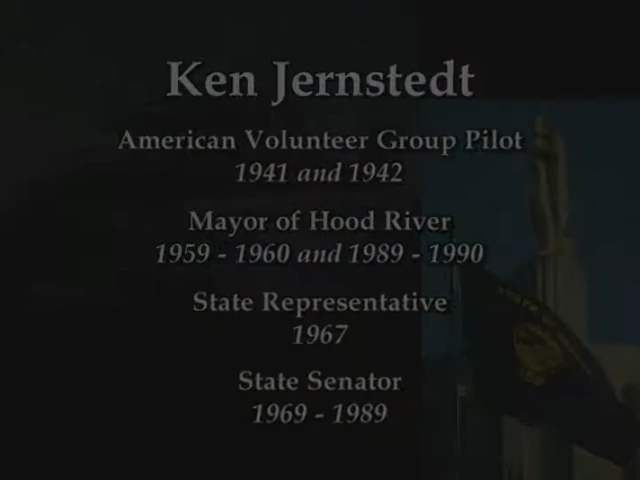 Ken Jernstedt
American Volunteer Group Pilot
1941 and 1942
Mayor of Hood River
1959 - 1960 and 1989 - 1990
State Representative
1967
State Senator
1969 - 1989